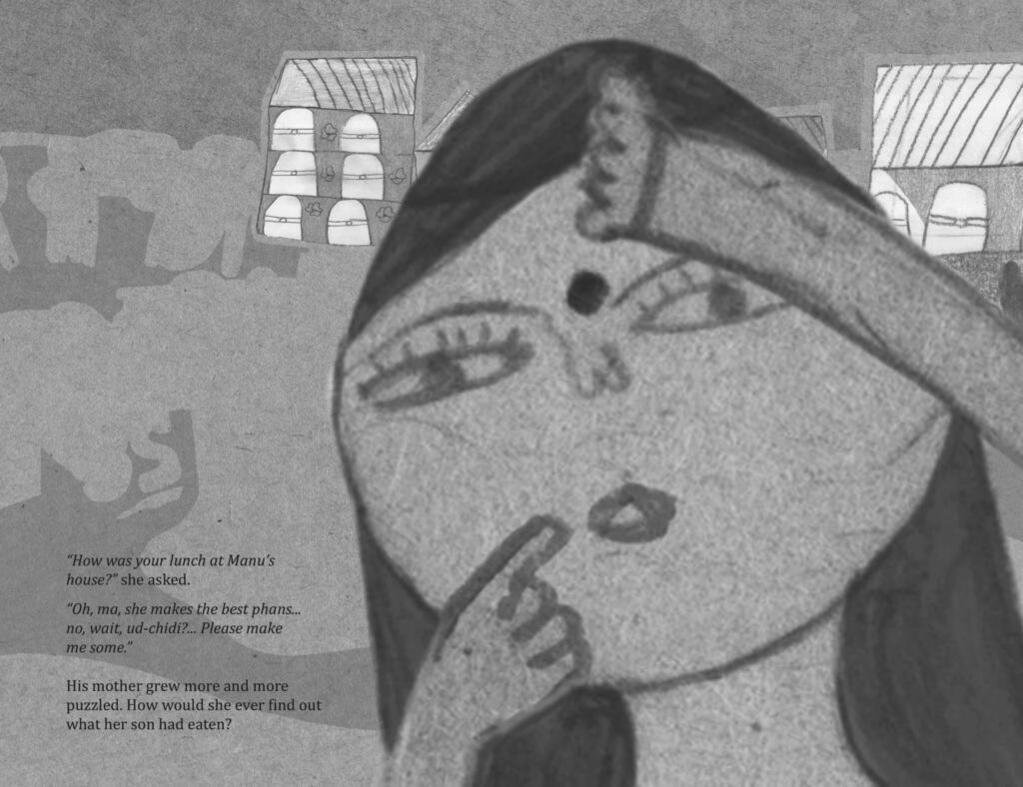 “How was your lunch at Manu’s
house?” she asked.
“Oh, ma, she makes the best phans...
no, wait, ud-chidi?... Please make
me some.”
His mother grew more and more
puzzled. How would she ever find out
what her son had eaten?